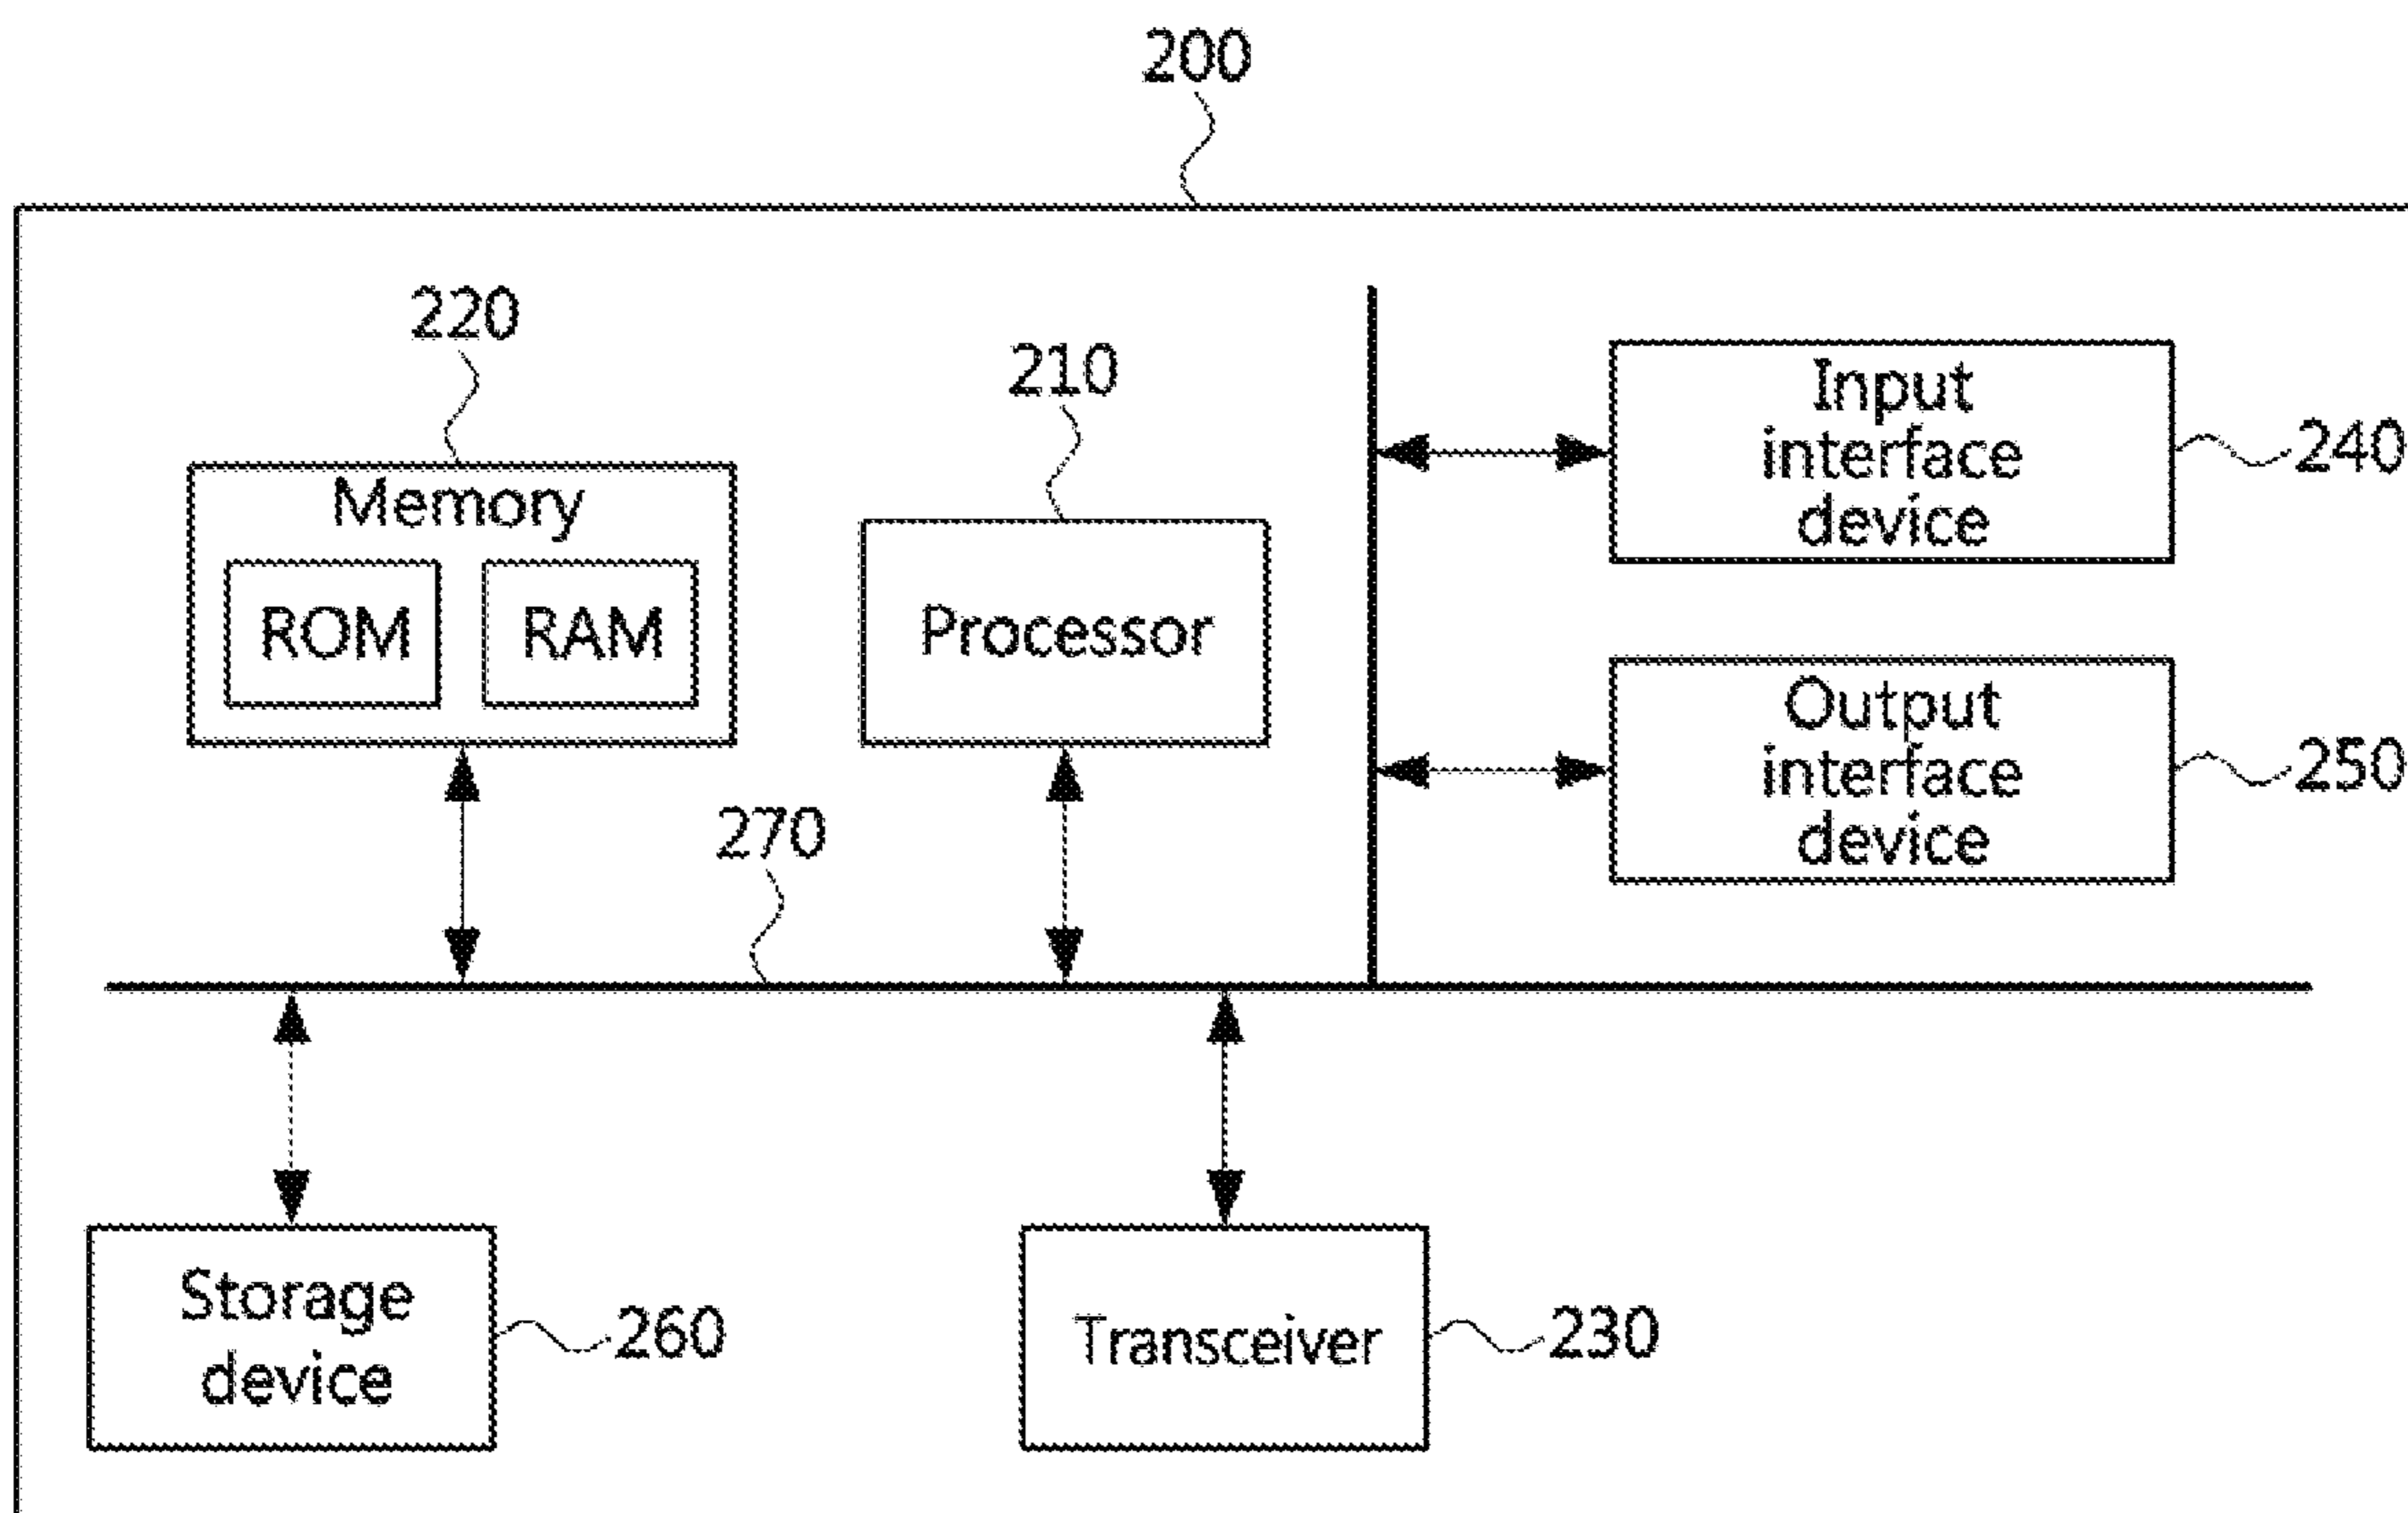 200
220
210
Memory
ROM
RAM
Processor
Input
interface
device
240
Output
interface
device
250
270
Storage
device
260
Transceiver
230